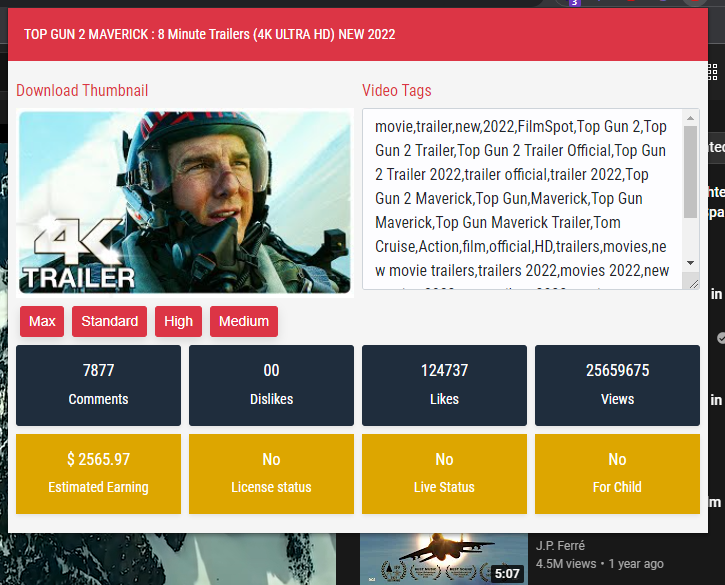 3
TOP GUN 2 MAVERICK : 8 Minute Trailers (4K ULTRA HD) NEW 2022
Download Thumbnail
4K
TRAILER
Video Tags
movie,trailer,new,2022,FilmSpot,Top Gun 2,Top
Gun 2 Trailer,Top Gun 2 Trailer Official,Top Gun
2 Trailer 2022,trailer official,trailer 2022,Top
Gun 2 Maverick,Top Gun,Maverick,Top Gun
Maverick,Top Gun Maverick Trailer,Tom
Cruise,Action,film,official,HD,trailers,movies,ne
w movie trailers,trailers 2022,movies 2022,new
Max
Standard
High
Medium
7877
Comments
00
Dislikes
124737
Likes
25659675
Views
$ 2565.97
Estimated Earning
No
License status
No
Live Status
No
For Child
in
in
5:07
J.P. Ferré
4.5M views • 1 year ago